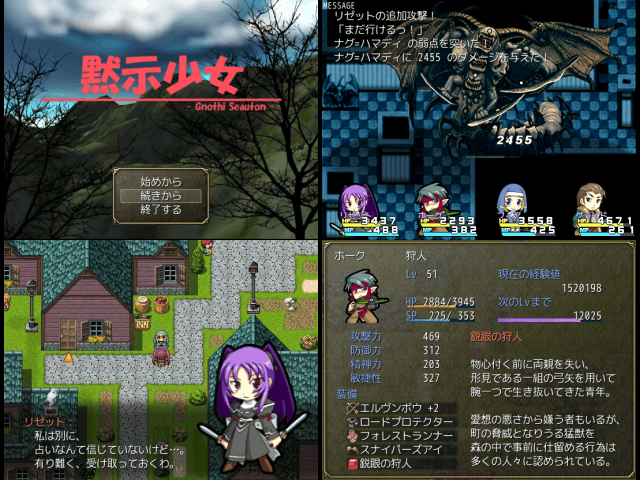 黙示少女
- Gnothi Seauton -
始めから
続きから
終了する
MESSAGE
リゼットの追加攻撃！
「まだ行けるっ！」
ナグ=ハマディ の弱点を突いた！
ナグ=ハマディに 2455 のダメージを与えた！
2455
HP 3437 HP 2293 HP 3558 HP 4671
MP 488 MP 382 MP 425 MP 261
リゼット
私は別に、
占いなんて信じていないけど…。
有り難く、受け取っておくわ。
ホーク 狩人
Lv 51 現在の経験値
1520198
HP 2884/3945 次のLvまで
SP 225/ 353 12025
攻撃力 469 鋭眼の狩人
防御力 312
精神力 203 物心付く前に両親を失い、
敏捷性 327 形見である一組の弓矢を用いて
装備 腕一つで生き抜いてきた青年。
エルヴンボウ +2
ロードプロテクター 愛想の悪さから嫌う者もいるが、
フォレストランナー 町の脅威となりうる猛獣を
スナイパーズアイ 森の中で事前に仕留める行為は
鋭眼の狩人 多くの人々に認められている。